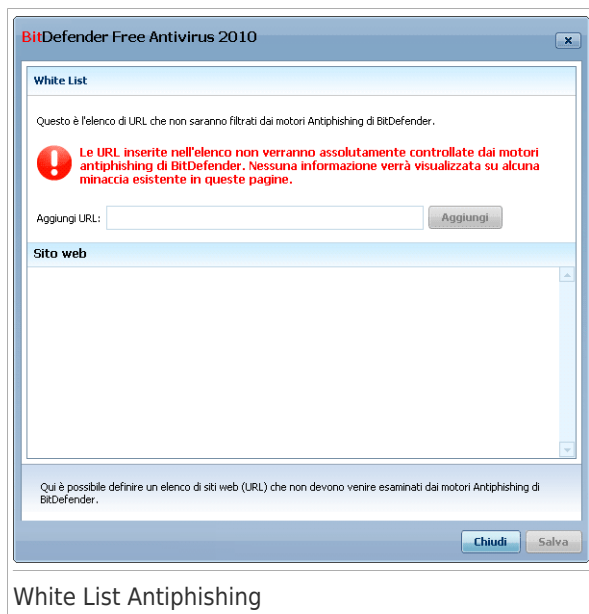 BitDefender Free Antivirus 2010
White List
Questo è l'elenco di URL che non saranno filtrati dai motori Antiphishing di BitDefender.
Le URL inserite nell'elenco non verranno assolutamente controllate dai motori
antiphishing di BitDefender. Nessuna informazione verrà visualizzata su alcuna
minaccia esistente in queste pagine.
Aggiungi URL:
Aggiungi
Sito web
Qui è possibile definire un elenco di siti web (URL) che non devono venire esaminati dai motori Antiphishing di
BitDefender.
Chiudi
Salva
White List Antiphishing